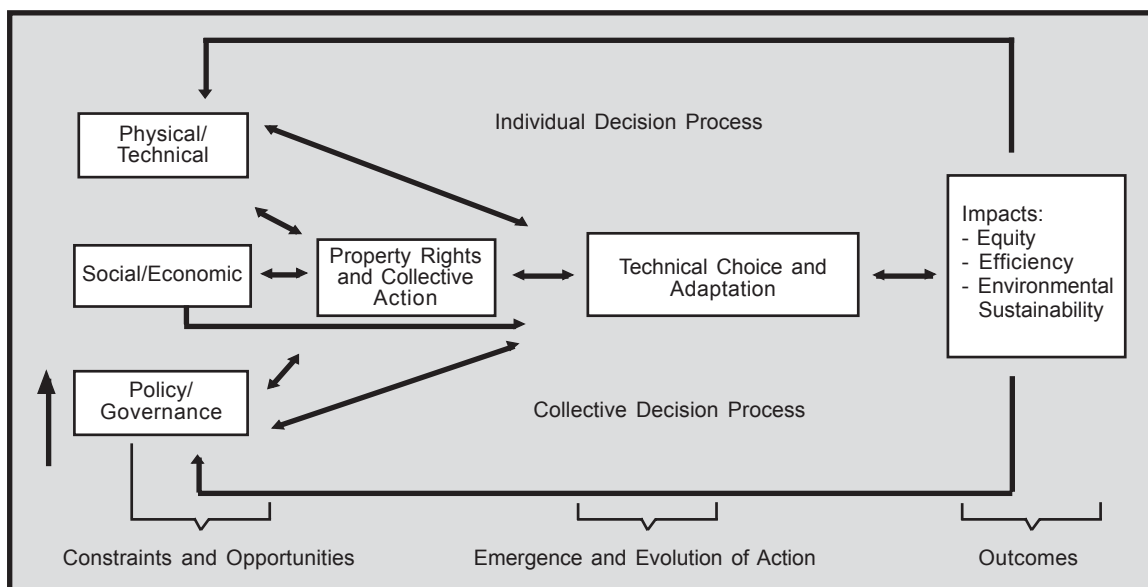 Individual Decision Process
Physical/
Technical
Impacts:
- Equity
- Efficiency
- Environmental
Sustainability
Social/Economic
Property Rights
and Collective
Action
Technical Choice and
Adaptation
Policy/
Governance
Collective Decision Process
Constraints and Opportunities
Emergence and Evolution of Action
Outcomes